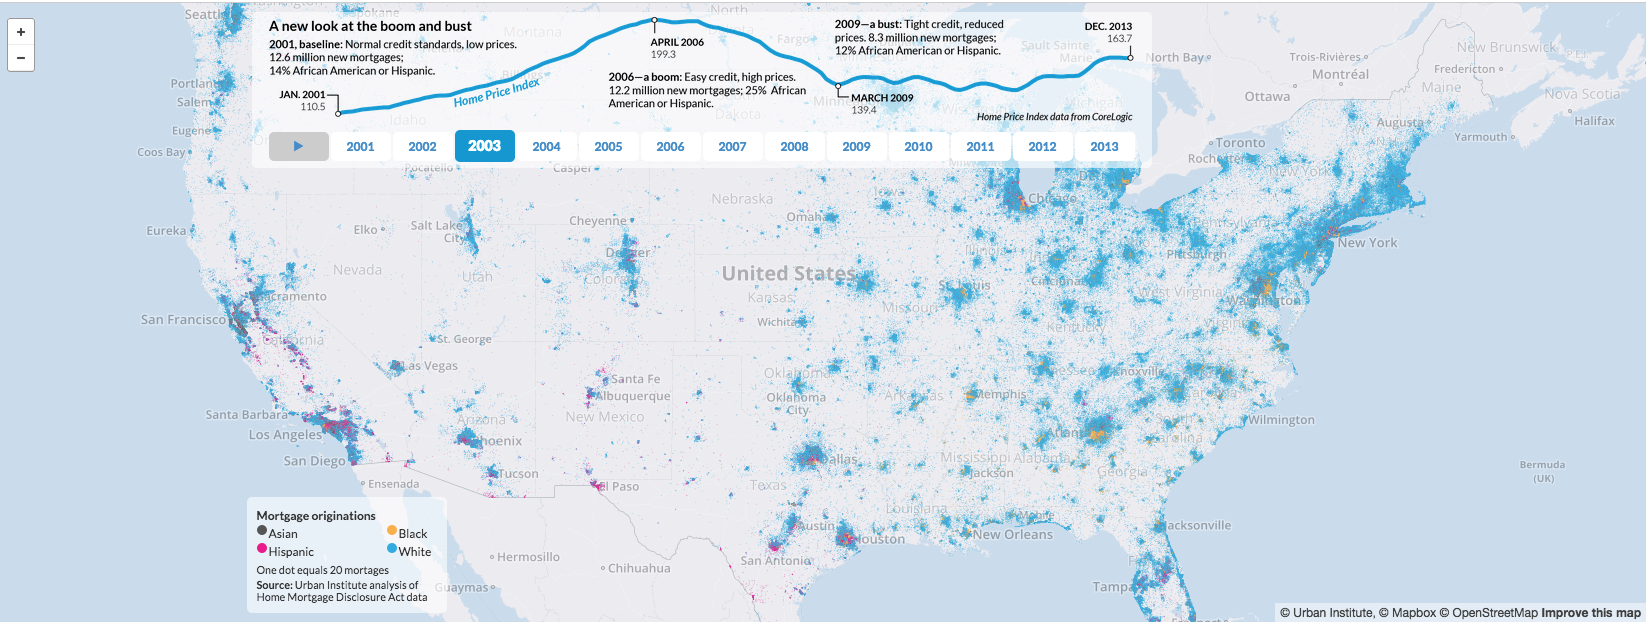 +
−
A new look at the boom and bust
2001, baseline: Normal credit standards, low prices.
12.6 million new mortgages;
14% African American or Hispanic.
JAN. 2001
110.5
Home Price Index
APRIL 2006
199.3
2006—a boom: Easy credit, high prices.
12.2 million new mortgages; 25% African
American or Hispanic.
2009—a bust: Tight credit, reduced
prices. 8.3 million new mortgages;
12% African American or Hispanic.
MARCH 2009
139.4
DEC. 2013
163.7
Home Price Index data from CoreLogic
2001 2002 2003 2004 2005 2006 2007 2008 2009 2010 2011 2012 2013
Seattle
Spokane
Montana
North
Fargo
Sault Sainte
Marie
North Bay
Trois-Rivières
Montréal
New Brunswick
Fredericton
Maine
Nova Scotia
Ottawa
Halifax
Augusta
Yarmouth
Portland
Salem
Idaho
Dakota
Michigan
Eugene
Coos Bay
Pocatello
Casper
Toronto
Rochester
New York
Nebraska
Iowa
Chicago
Omaha
Eureka
Elko
Salt Lake
City
Cheyenne
Pennsylvania
New York
Pittsburgh
Nevada
Utah
Denver
Colorado
United States
Kansas
Illinois
St. Louis
Cincinnati
West Virginia
Washington
Sacramento
San Francisco
California
Missouri
Kentucky
Virginia
Wichita
St. George
Las Vegas
Santa Fe
Albuquerque
New Mexico
Oklahoma
Oklahoma
City
Arkansas
Memphis
Tennessee
Knoxville
Santa Barbara
Los Angeles
San Diego
Arizona
Phoenix
Tucson
Ensenada
El Paso
Dallas
Texas
Mississippi
Alabama
Jackson
Atlanta
Georgia
South
Carolina
Wilmington
Bermuda
(UK)
Louisiana
Mobile
New Orleans
Jacksonville
Austin
Houston
San Antonio
Tampa
Hermosillo
Chihuahua
Guaymas
Mortgage originations
Asian Black
Hispanic White
One dot equals 20 mortages
Source: Urban Institute analysis of
Home Mortgage Disclosure Act data
© Urban Institute, © Mapbox © OpenStreetMap Improve this map